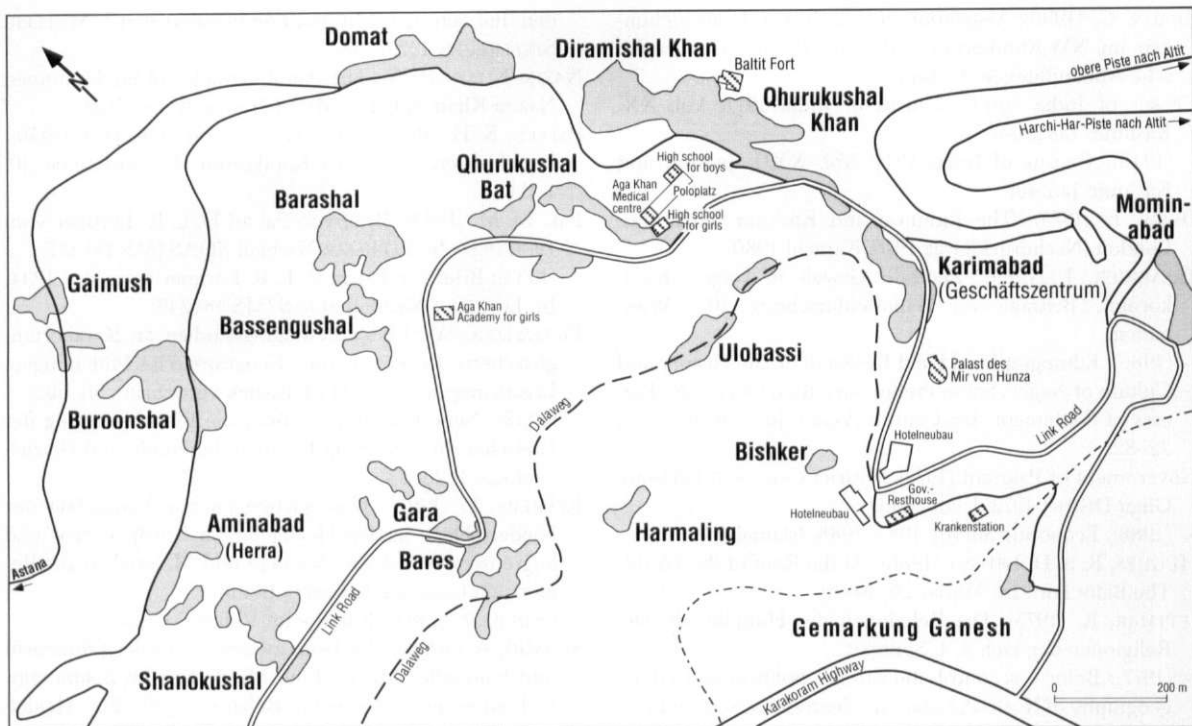 N
Domat
Diramishal Khan
Baltit Fort
obere Piste nach Altit
Qhurukushal
Khan
Harchi-Har-Piste nach Altit
High school
for boys
Poloplatz
Aga Khan
Medical
centre
High school
for girls
Qhurukushal
Bat
Barashal
Momin-
abad
Karimabad
(Geschäftszentrum)
Gaimush
Bassengushal
Aga Khan
Academy for girls
Ulobassi
Palast des
Mir von Hunza
Buroonshal
Dalaweg
Bishker
Hotelneubau
Link Road
Gov.-
Resthouse
Hotelneubau
Krankenstation
Harmaling
Gara
Bares
Aminabad
(Herra)
Astana
Link Road
Dalaweg
Gemarkung Ganesh
Shanokushal
Karakoram Highway
0 200 m